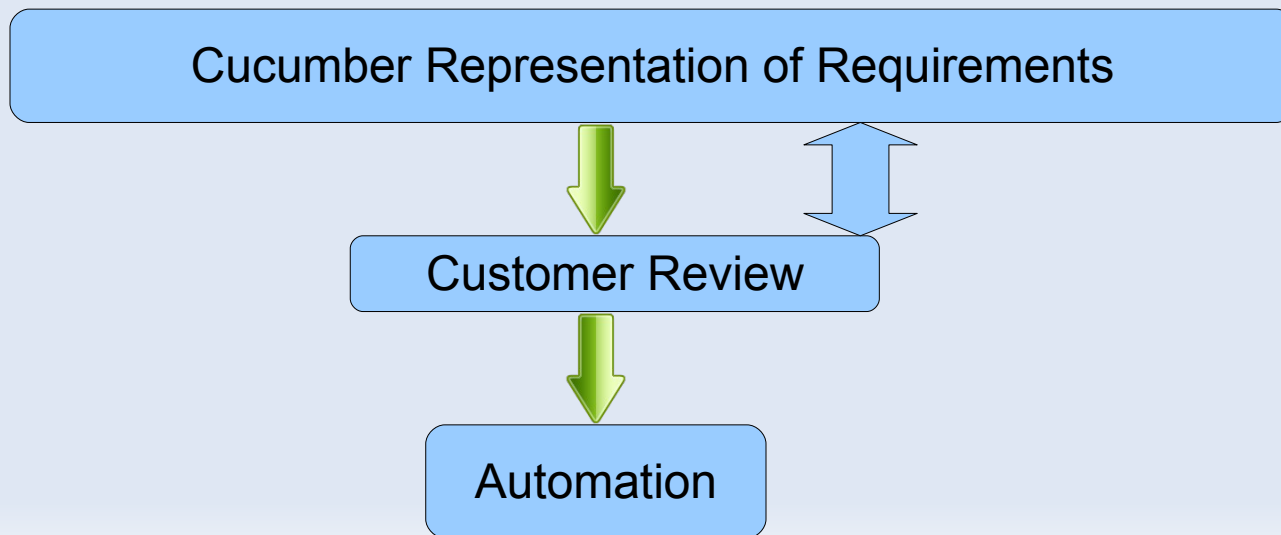 Cucumber Representation of Requirements
Customer Review
Automation